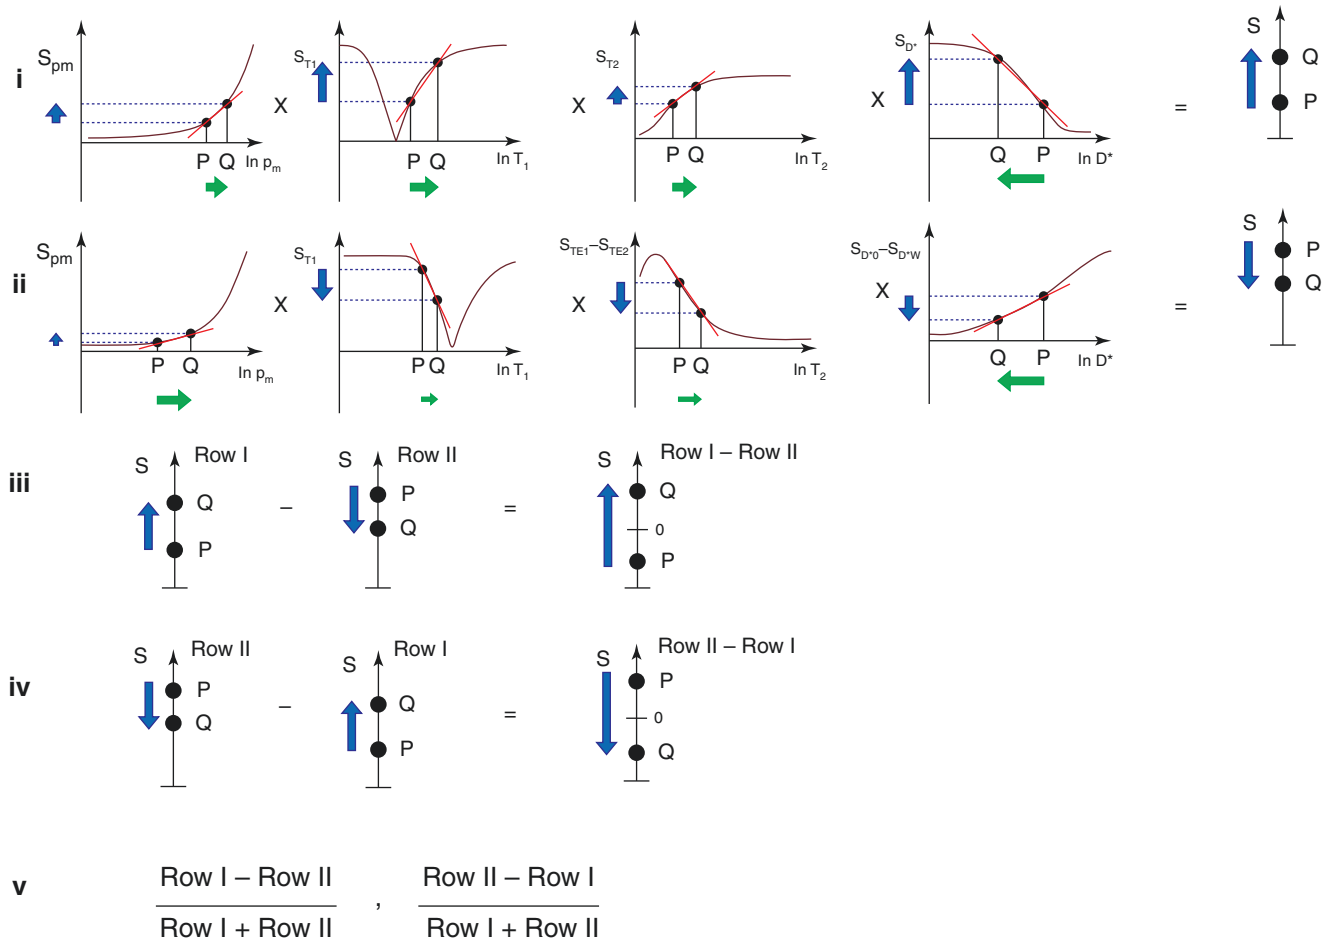 i
S_pm
P Q
ln p_m
X
S_T1
P Q
ln T_1
X
S_T2
P Q
ln T_2
X
S_D*
Q P
ln D*
=
S
Q
P
ii
S_pm
P Q
ln p_m
X
S_T1
P Q
ln T_1
X
S_TE1–S_TE2
P Q
ln T_2
X
S_D*0–S_D*W
Q P
ln D*
=
S
P
Q
iii
S
Row I
Q
P
–
S
Row II
P
Q
=
S
Row I – Row II
Q
0
P
iv
S
Row II
P
Q
–
S
Row I
Q
P
=
S
Row II – Row I
P
0
Q
v
Row I – Row II
Row I + Row II
,
Row II – Row I
Row I + Row II